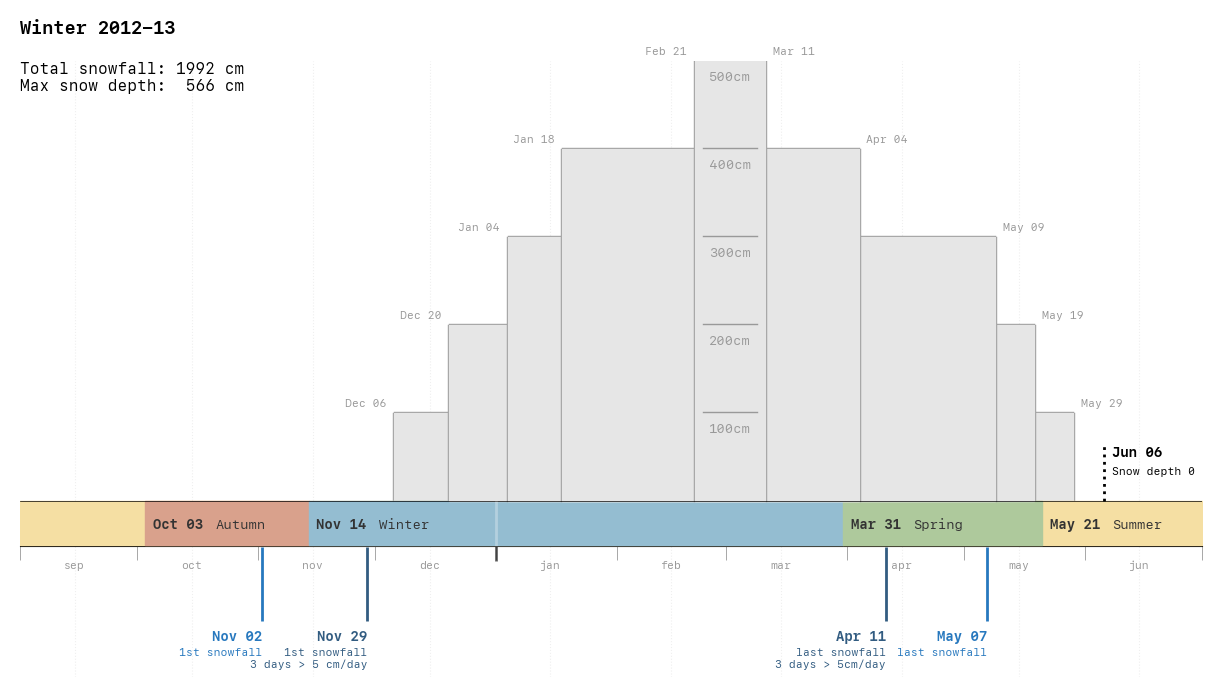 Winter 2012–13
Total snowfall: 1992 cm
Max snow depth: 566 cm
Feb 21
Mar 11
500cm
Jan 18
Apr 04
400cm
Jan 04
May 09
300cm
Dec 20
May 19
200cm
Dec 06
May 29
100cm
Jun 06
Snow depth 0
Oct 03 Autumn
Nov 14 Winter
Mar 31 Spring
May 21 Summer
sep
oct
nov
dec
jan
feb
mar
apr
may
jun
Nov 02
1st snowfall
Nov 29
1st snowfall
3 days > 5 cm/day
Apr 11
last snowfall
3 days > 5cm/day
May 07
last snowfall